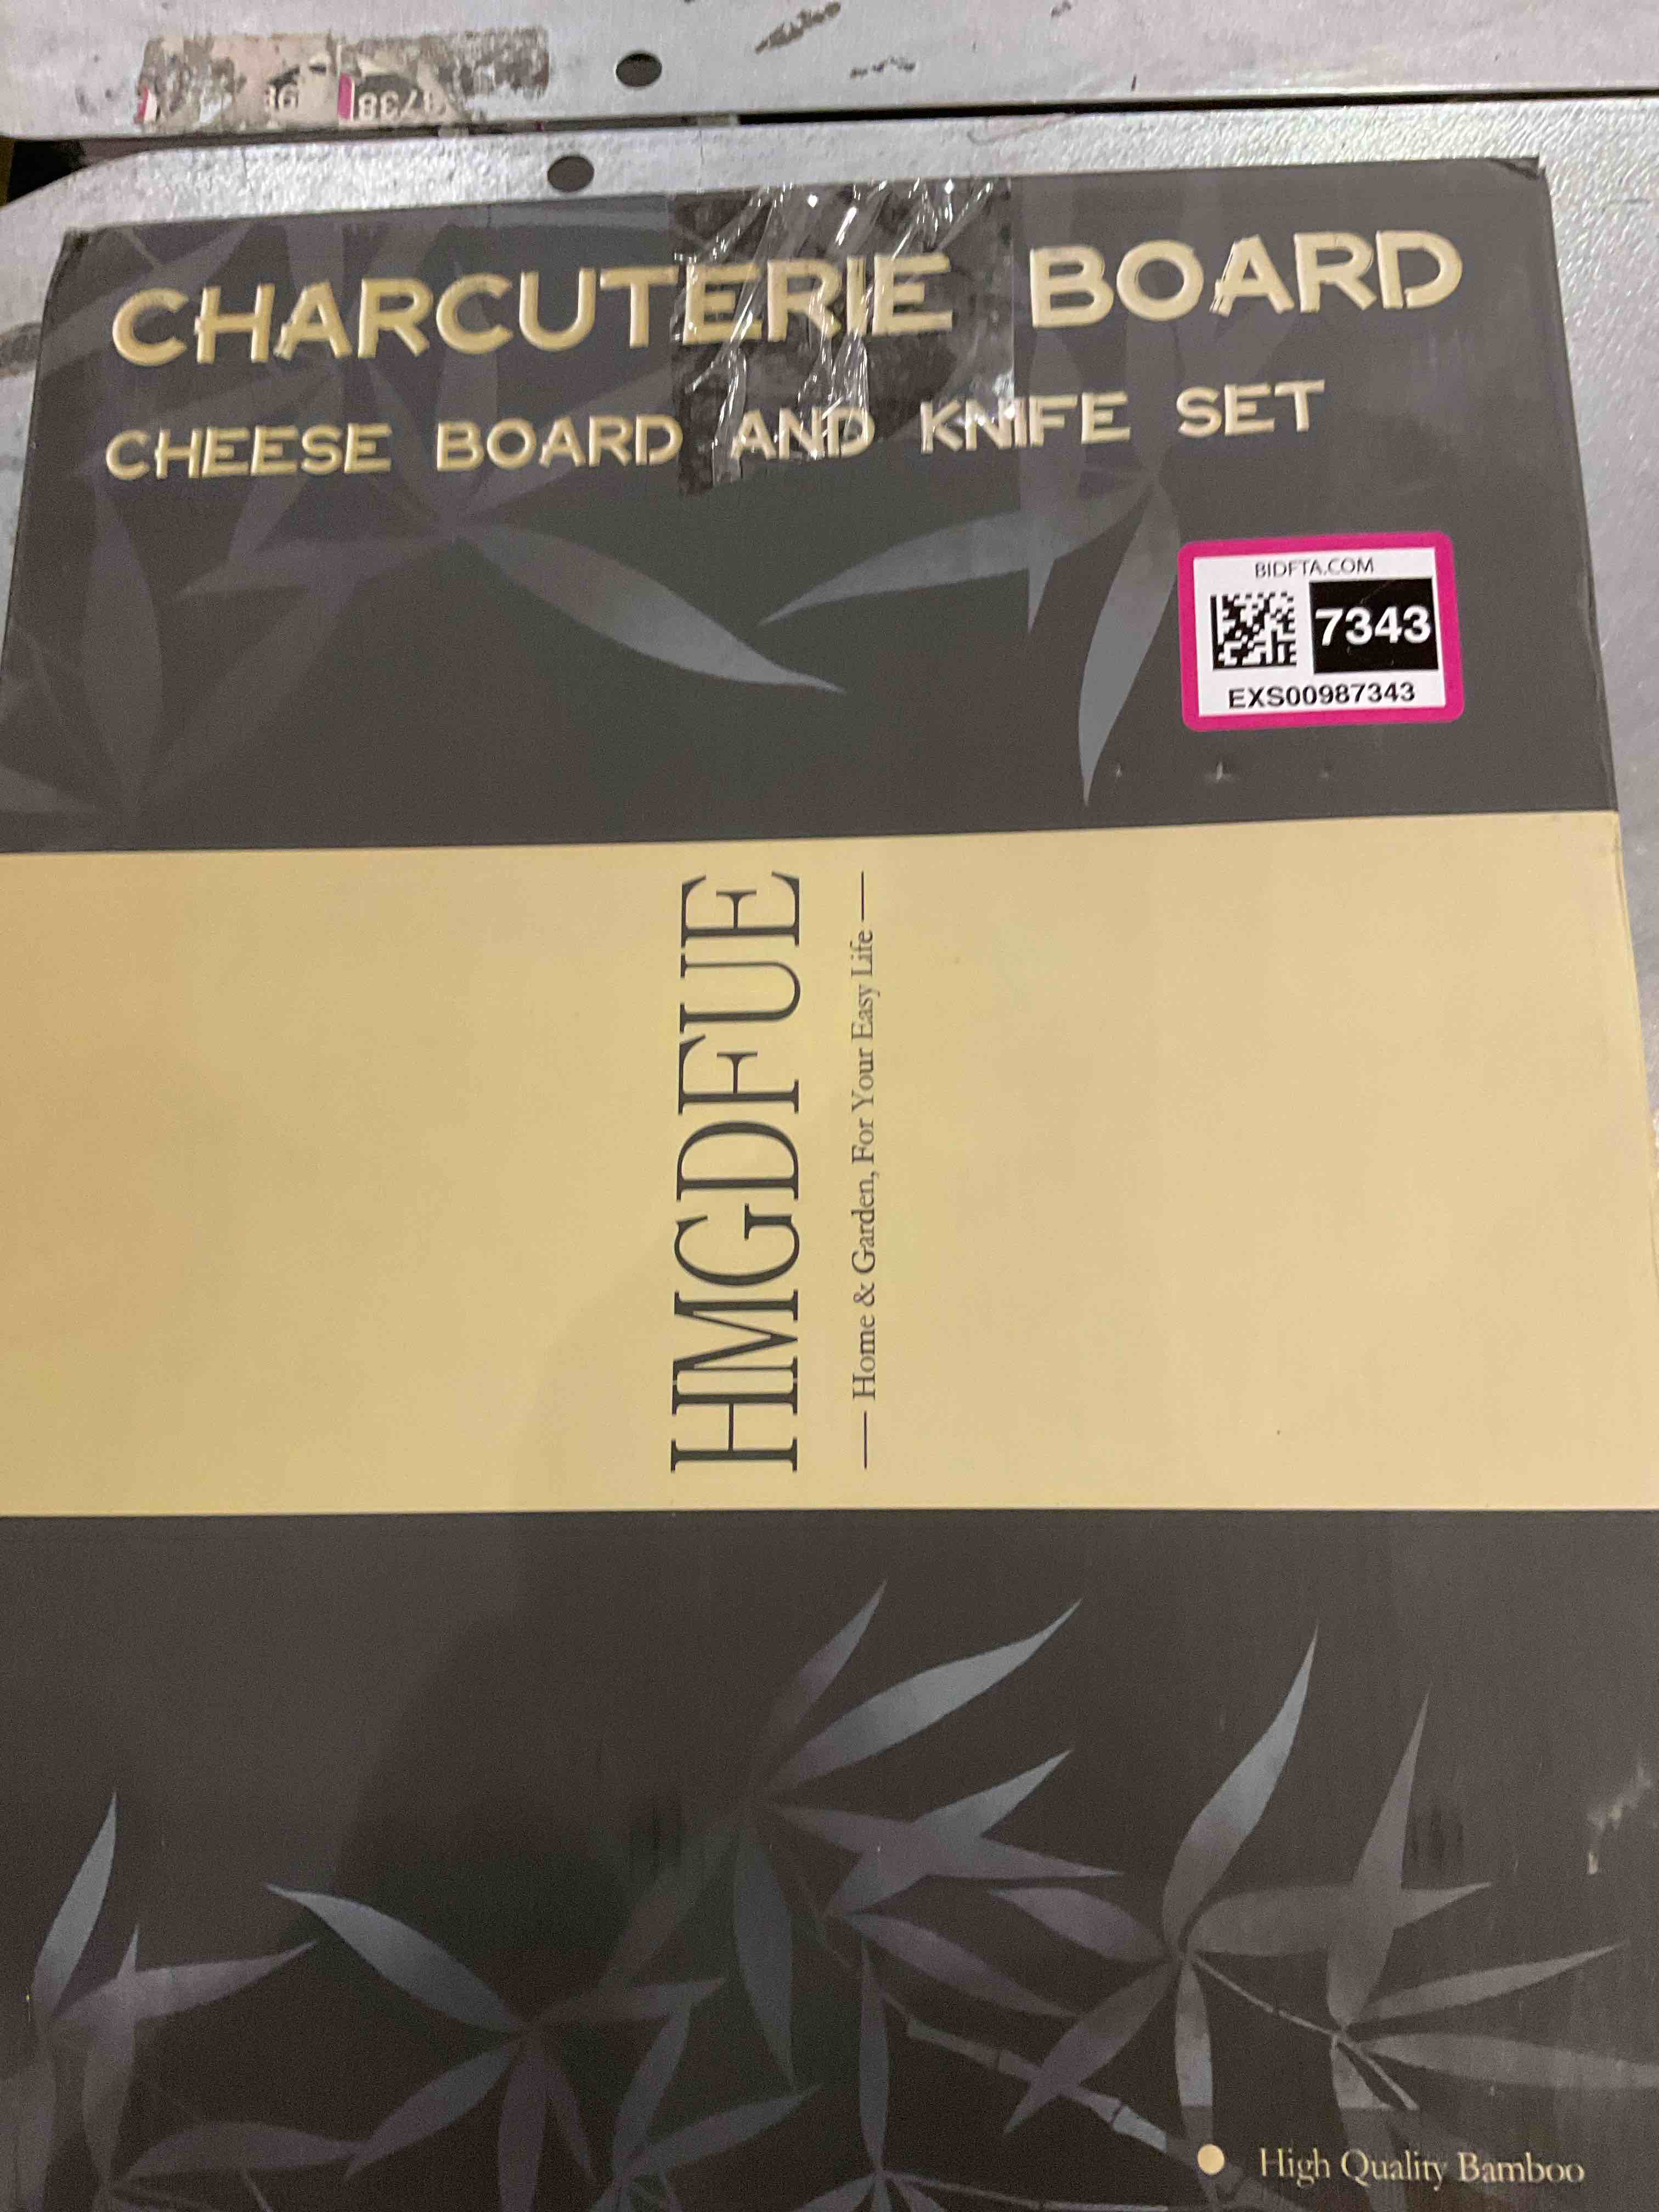 8738
CHARCUTERIE BOARD
CHEESE BOARD AND KNIFE SET
BIDFTA.COM
7343
EXS00987343
HMGDFUE
— Home & Garden, For Your Easy Life —
High Quality Bamboo